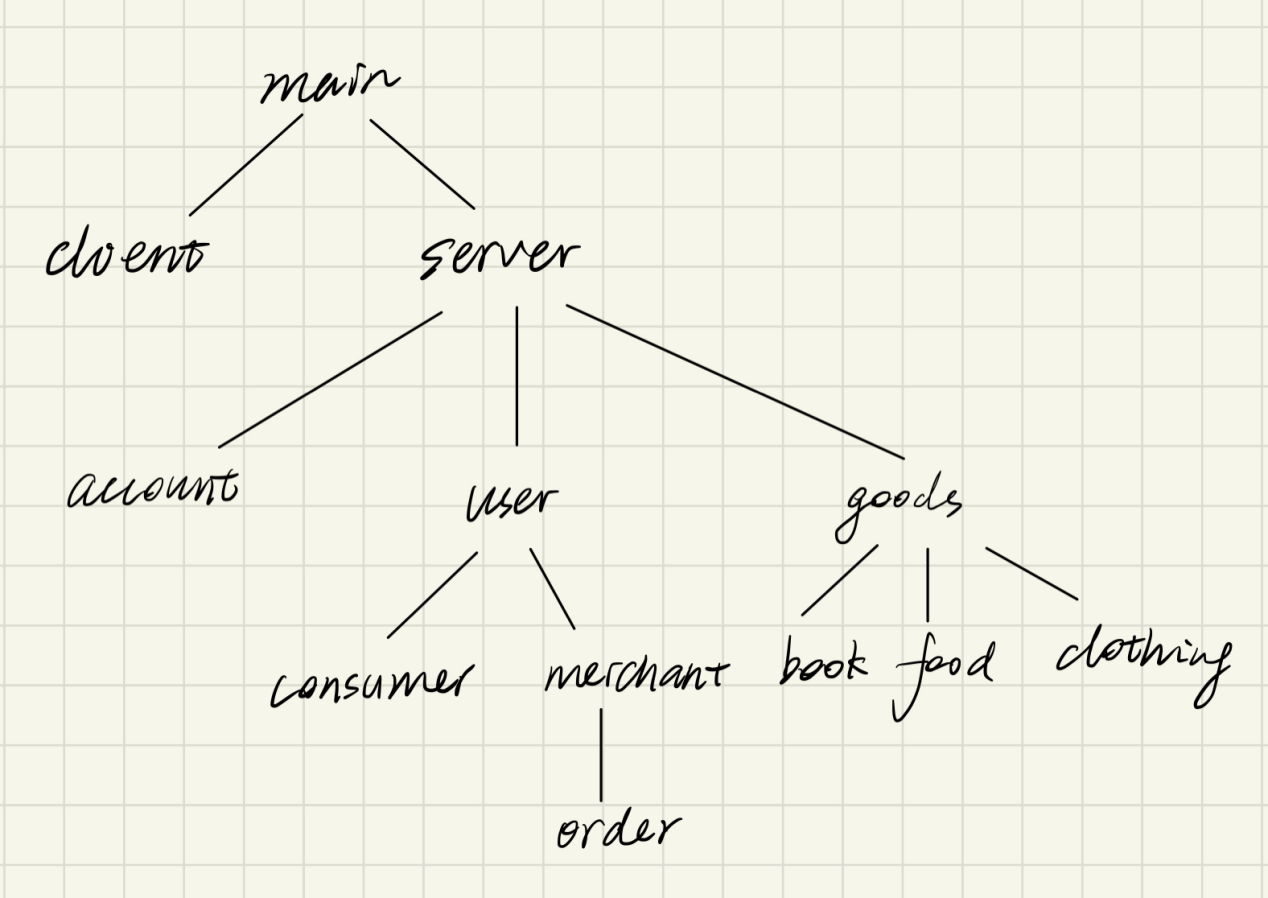 main
client
server
account
user
goods
consumer
merchant
book
food
clothing
order